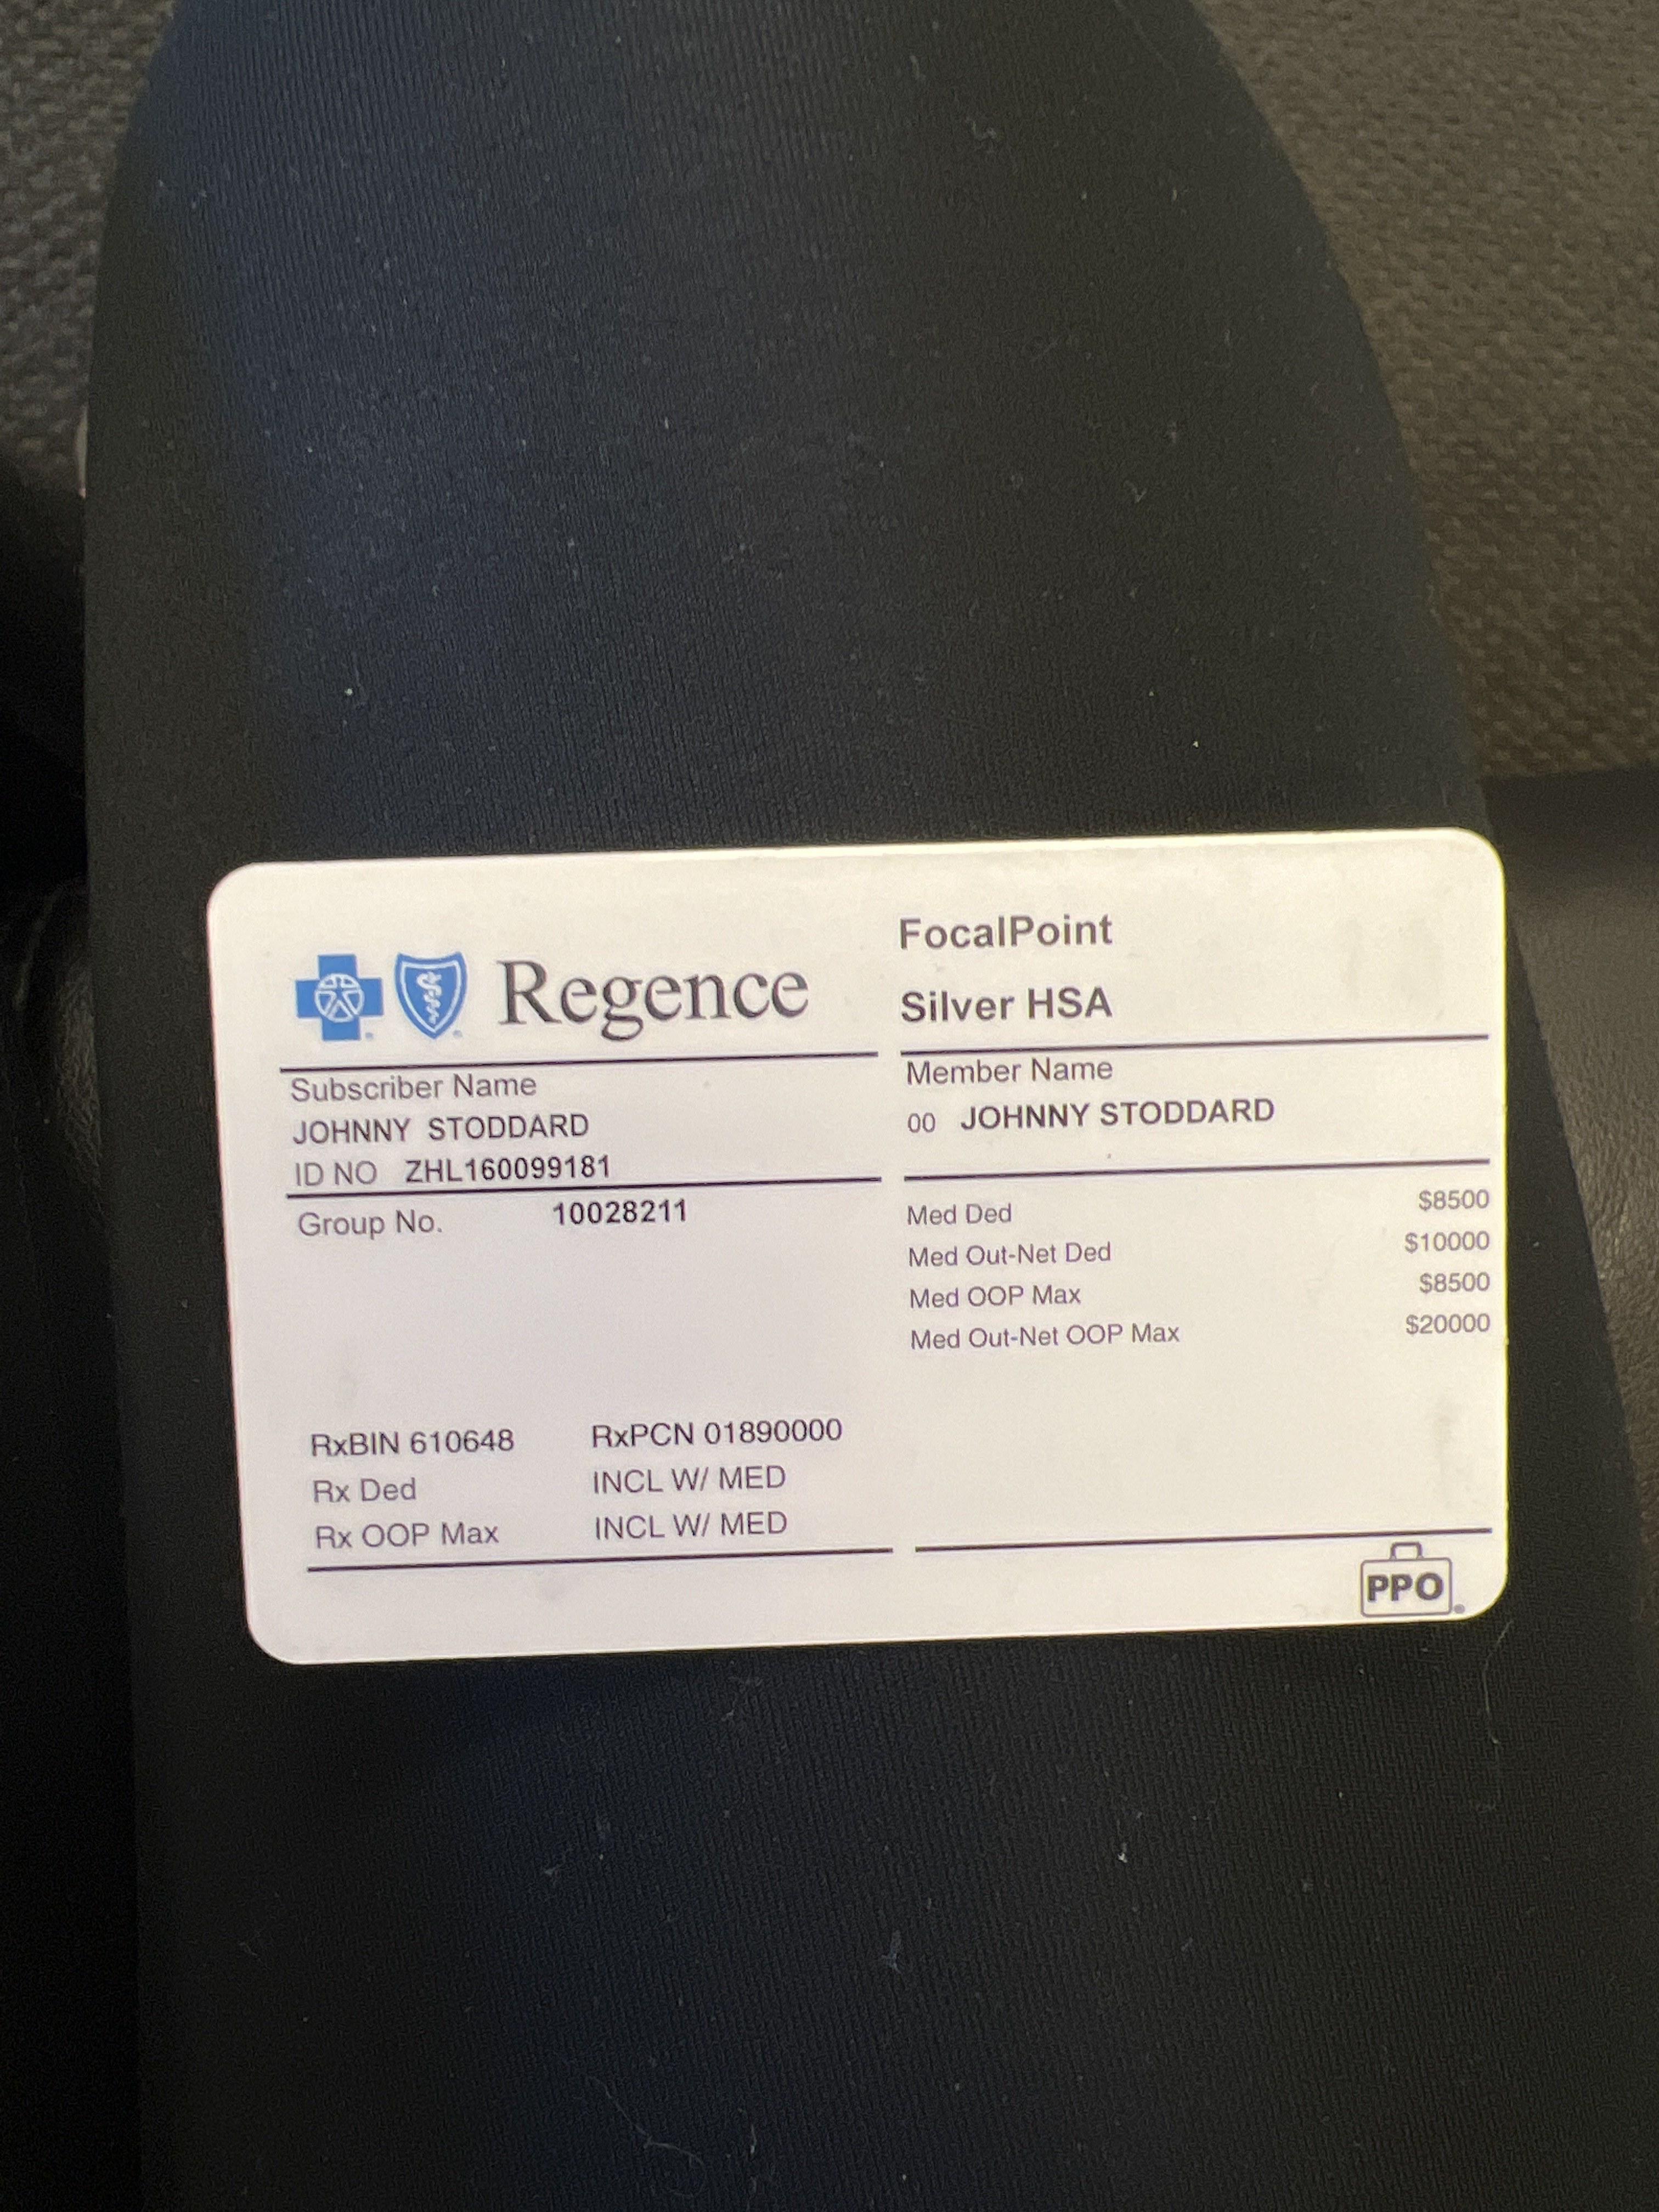 Regence
FocalPoint
Silver HSA
Subscriber Name
JOHNNY STODDARD
ID NO ZHL160099181
Group No. 10028211
Member Name
00 JOHNNY STODDARD
Med Ded $8500
Med Out-Net Ded $10000
Med OOP Max $8500
Med Out-Net OOP Max $20000
RxBIN 610648 RxPCN 01890000
Rx Ded INCL W/ MED
Rx OOP Max INCL W/ MED
PPO